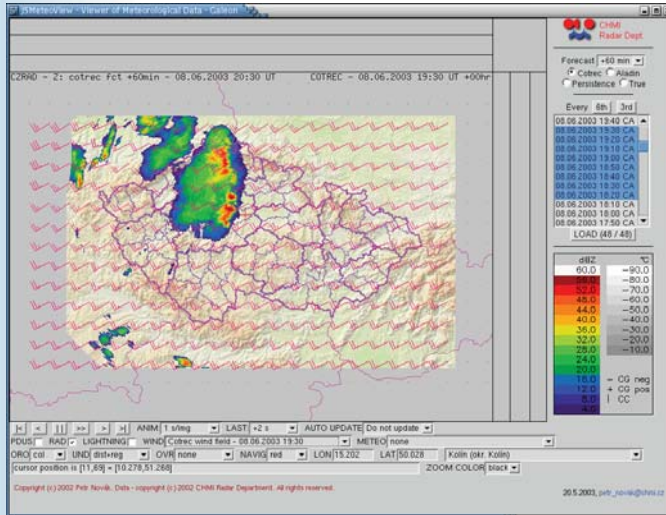 JSMeteoView - Viewer of Meteorological Data - Galeon
CZRAD - Z: cotrec fct +60min - 08.06.2003 20:30 UT COTREC - 08.06.2003 19:30 UT +00hr
CHMI
Radar Dept.
Forecast +60 min
Cotrec Aladin
Persistence True
Every 6th 3rd
08.06.2003 19:40 CA
08.06.2003 19:30 CA
08.06.2003 19:20 CA
08.06.2003 19:10 CA
08.06.2003 19:00 CA
08.06.2003 18:50 CA
08.06.2003 18:40 CA
08.06.2003 18:30 CA
08.06.2003 18:20 CA
08.06.2003 18:10 CA
08.06.2003 18:00 CA
08.06.2003 17:50 CA
LOAD (48 / 48)
dBZ °C
60,0 -90.0
56,0 -80.0
52,0 -70.0
48,0 -60.0
44,0 -50.0
40,0 -40.0
36,0 -30.0
32,0 -20.0
28,0 -10.0
24,0
20,0
16,0 - CG neg
12,0 + CG pos
8,0 | CC
4,0
|< < || >> > >| ANIM: 1 s/img LAST: +2 s AUTO UPDATE Do not update
PDUS RAD LIGHTNING WIND Cotrec wind field - 08.06.2003 19:30 METEO none
ORO col UND dist+reg OVR none NAVIG red LON 15.202 LAT 50.028 Kolín (okr. Kolín)
cursor position is [11,69] = [10.278,51.268] ZOOM COLOR black
Copyright (c) 2002 Petr Novák, Data - copyright (c) 2002 CHMI Radar Department. All rights reserved.
20.5.2003, petr_novak@chmi.cz